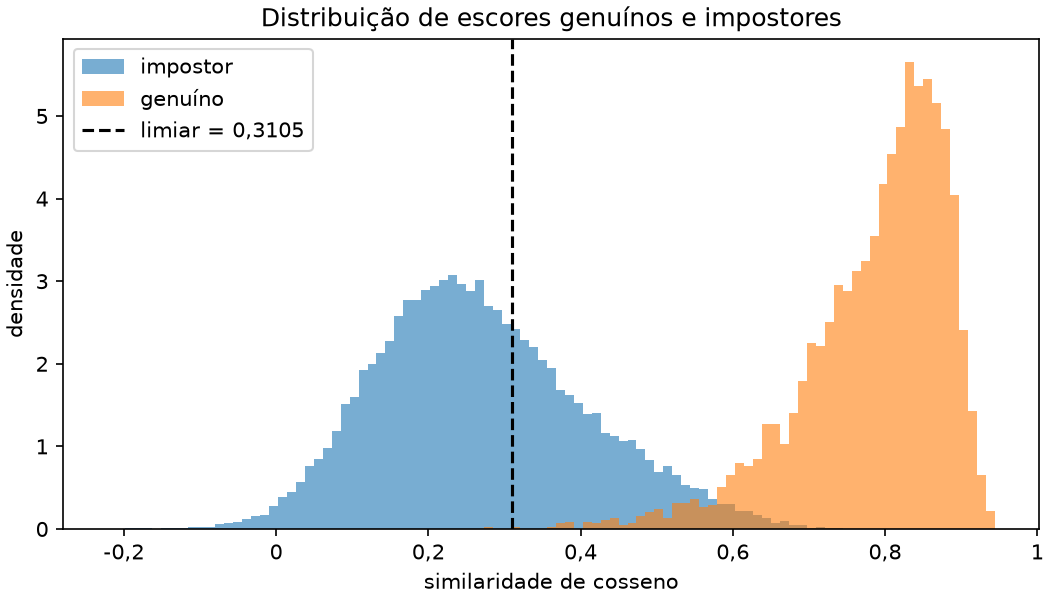 Distribuição de escores genuínos e impostores
impostor
genuíno
limiar = 0,3105
densidade
5
4
3
2
1
0
-0,2
0
0,2
0,4
0,6
0,8
1
similaridade de cosseno